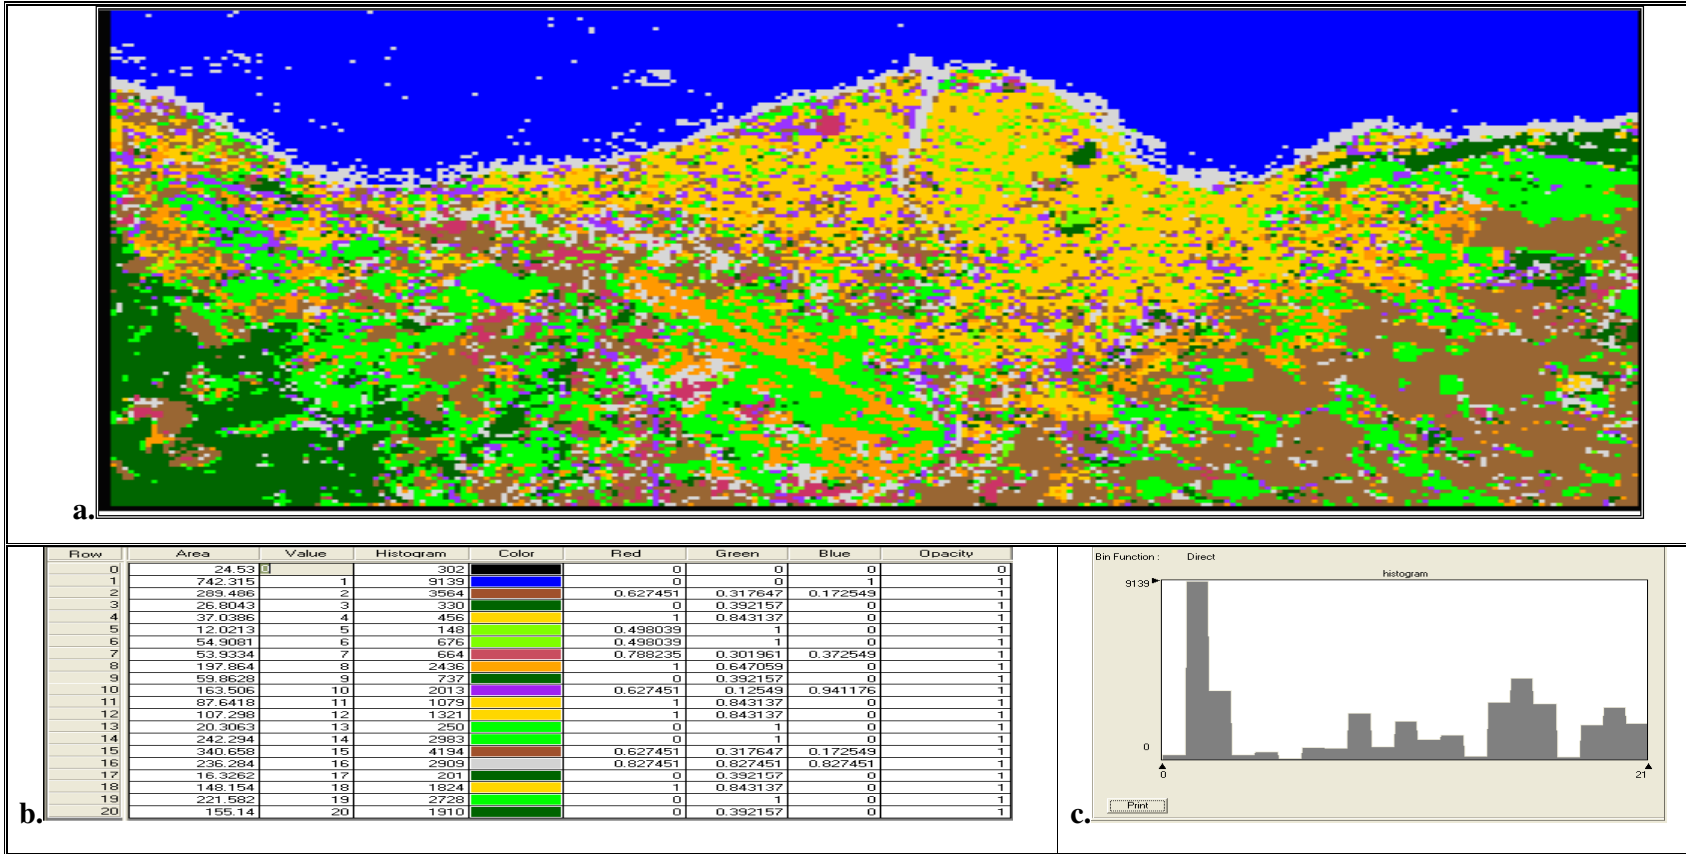 a.
Row Area Value Histogram Color Red Green Blue Opacity
0 24.53 0 302 0 0 0 0
1 742.315 1 9139 0 0 1 1
2 289.486 2 3564 0.627451 0.317647 0.172549 1
3 26.8043 3 330 0 0.392157 0 1
4 37.0386 4 456 1 0.843137 0 1
5 12.0213 5 148 0.498039 1 0 1
6 54.9081 6 676 0.498039 1 0 1
7 53.9334 7 664 0.788235 0.301961 0.372549 1
8 197.864 8 2436 1 0.647059 0 1
9 59.8628 9 737 0 0.392157 0 1
10 163.506 10 2013 0.627451 0.12549 0.941176 1
11 87.6418 11 1079 1 0.843137 0 1
12 107.298 12 1321 1 0.843137 0 1
13 20.3063 13 250 0 1 0 1
14 242.294 14 2983 0 1 0 1
15 340.658 15 4194 0.627451 0.317647 0.172549 1
16 236.284 16 2909 0.827451 0.827451 0.827451 1
17 16.3262 17 201 0 0.392157 0 1
18 148.154 18 1824 1 0.843137 0 1
19 221.582 19 2728 0 1 0 1
20 155.14 20 1910 0 0.392157 0 1
b.
Bin Function : Direct
histogram
9139
0
0 21
Print
c.